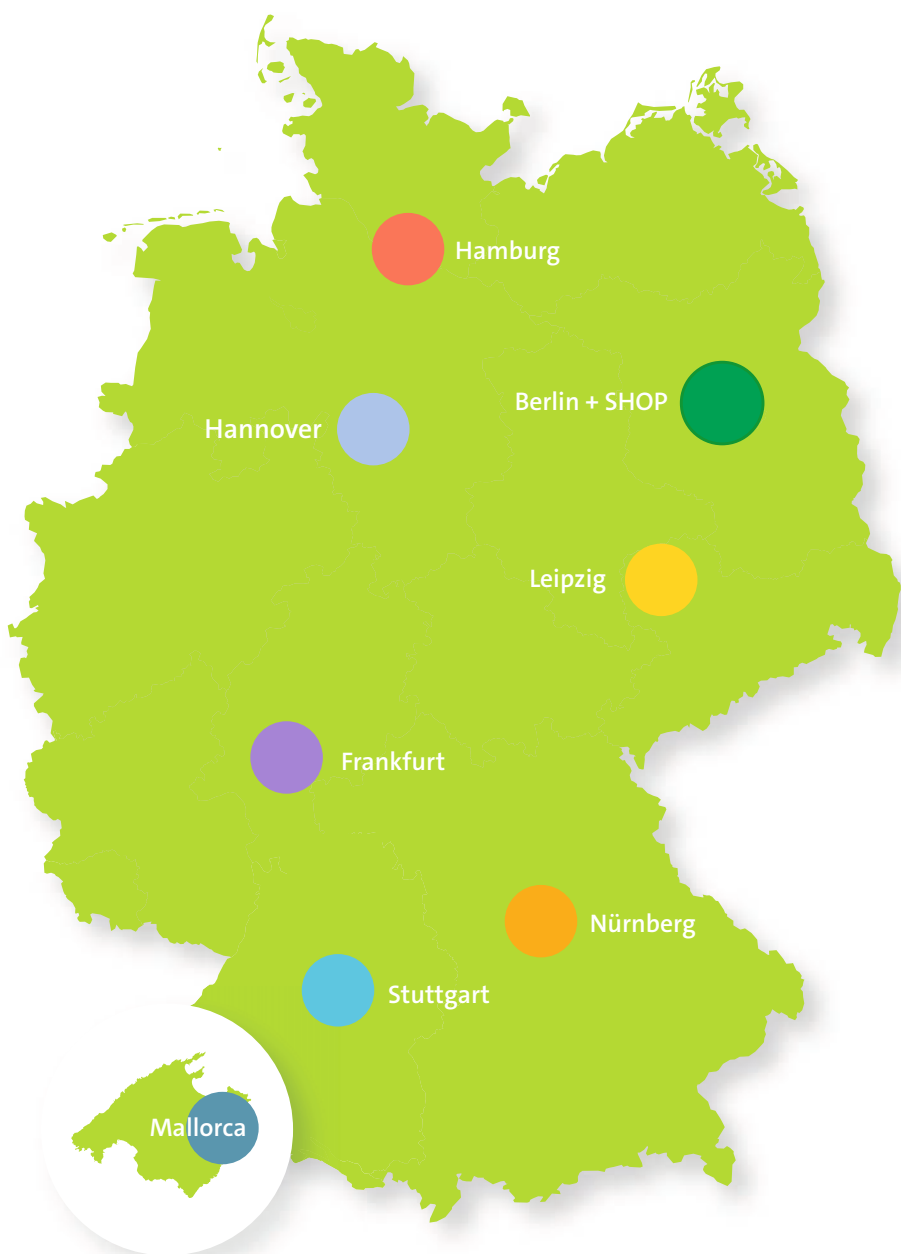 Hamburg
Berlin + SHOP
Hannover
Leipzig
Frankfurt
Nürnberg
Stuttgart
Mallorca